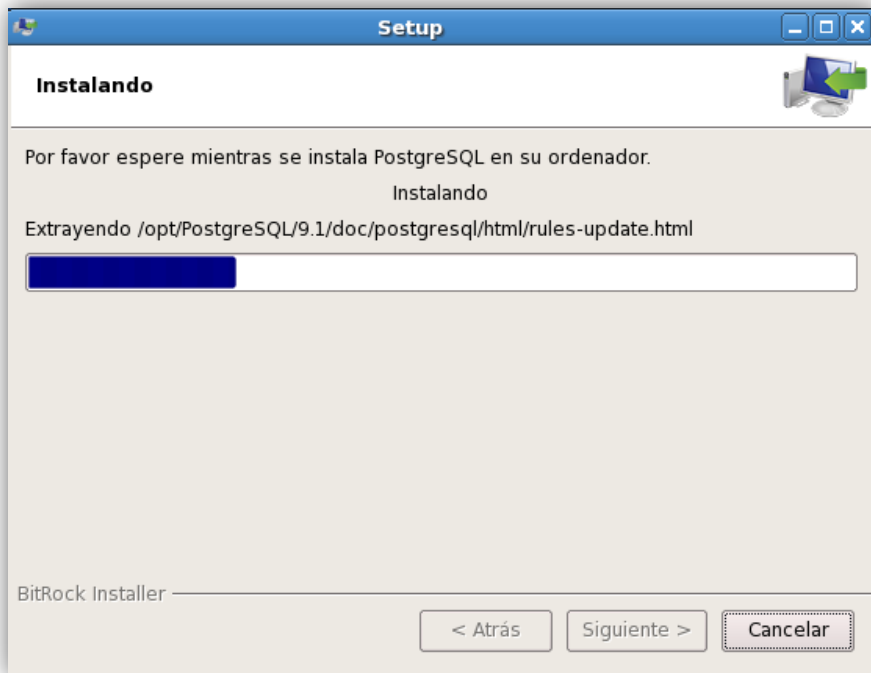 Setup
Instalando
Por favor espere mientras se instala PostgreSQL en su ordenador.
Instalando
Extrayendo /opt/PostgreSQL/9.1/doc/postgresql/html/rules-update.html
BitRock Installer
< Atrás
Siguiente >
Cancelar